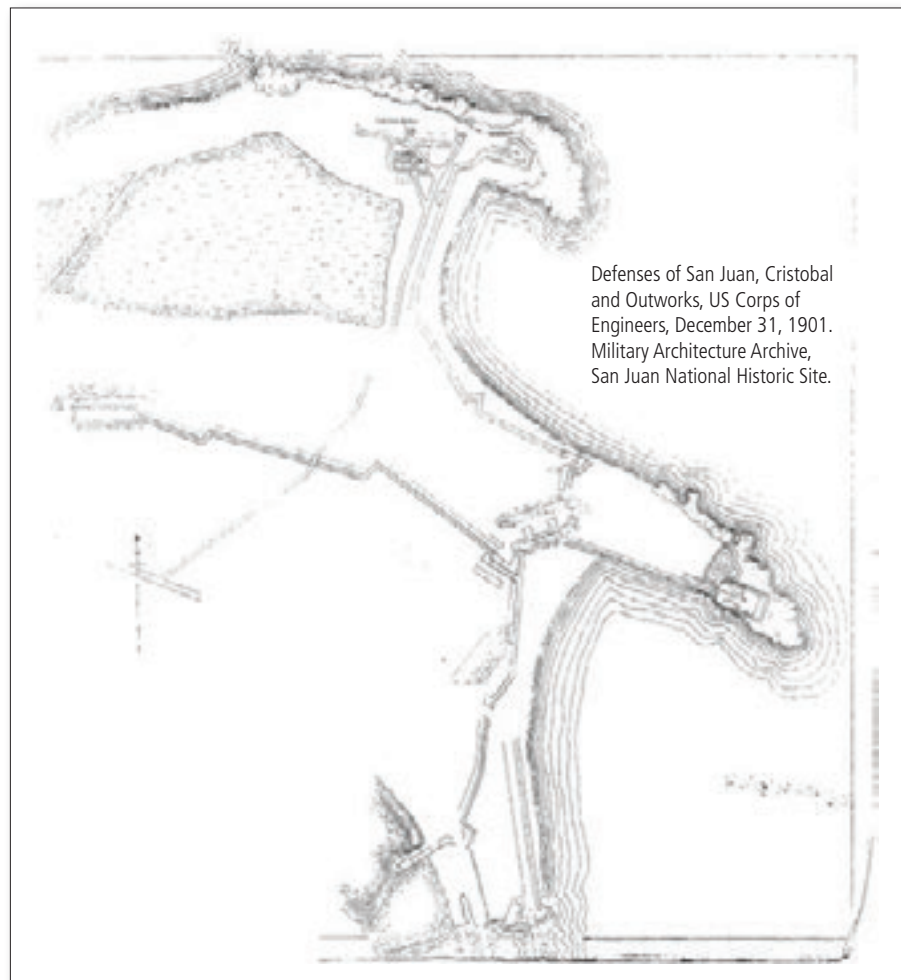 Defenses of San Juan, Cristobal
and Outworks, US Corps of
Engineers, December 31, 1901.
Military Architecture Archive,
San Juan National Historic Site.